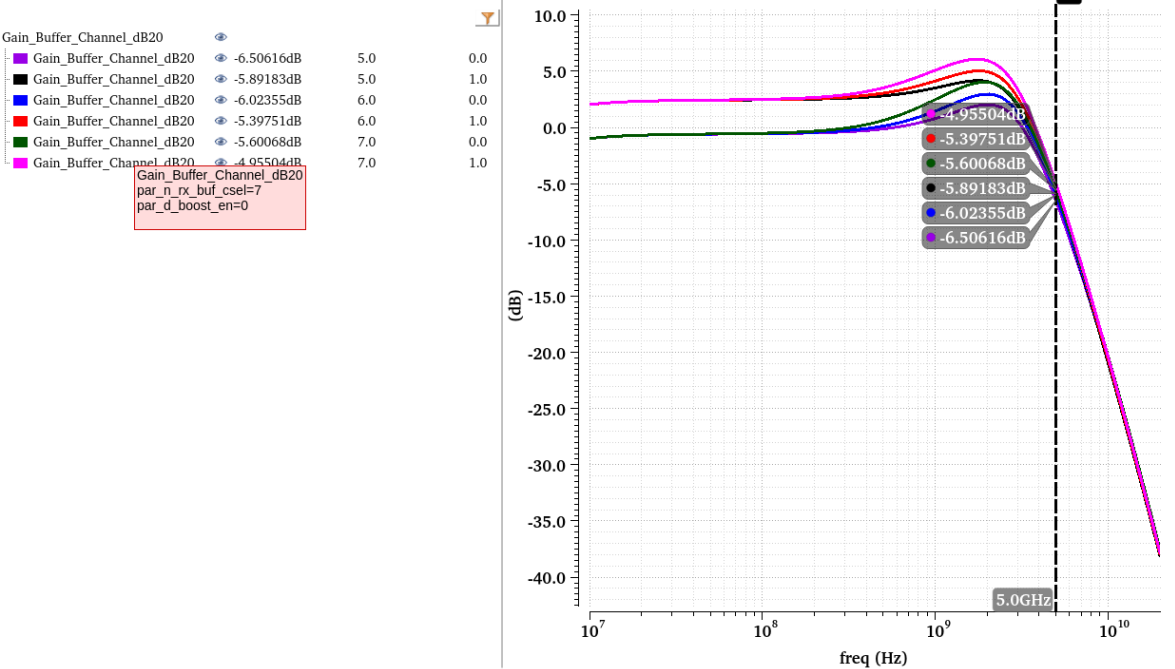 Gain_Buffer_Channel_dB20
Gain_Buffer_Channel_dB20 -6.50616dB 5.0 0.0
Gain_Buffer_Channel_dB20 -5.89183dB 5.0 1.0
Gain_Buffer_Channel_dB20 -6.02355dB 6.0 0.0
Gain_Buffer_Channel_dB20 -5.39751dB 6.0 1.0
Gain_Buffer_Channel_dB20 -5.60068dB 7.0 0.0
Gain_Buffer_Channel_dB20 -4.95504dB 7.0 1.0
Gain_Buffer_Channel_dB20
par_n_rx_buf_csel=7
par_d_boost_en=0
10.0
5.0
0.0
-5.0
-10.0
-15.0
-20.0
-25.0
-30.0
-35.0
-40.0
(dB)
-4.95504dB
-5.39751dB
-5.60068dB
-5.89183dB
-6.02355dB
-6.50616dB
5.0GHz
10^7 10^8 10^9 10^10
freq (Hz)